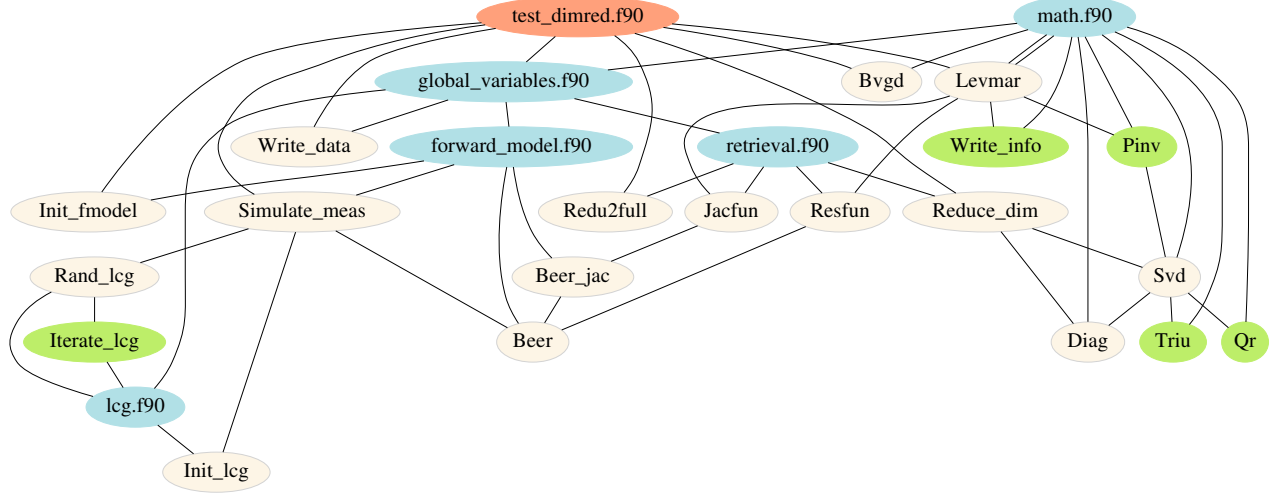 test_dimred.f90
math.f90
global_variables.f90
Bvgd
Levmar
Write_data
forward_model.f90
retrieval.f90
Write_info
Pinv
Init_fmodel
Simulate_meas
Redu2full
Jacfun
Resfun
Reduce_dim
Rand_lcg
Beer_jac
Svd
Iterate_lcg
Beer
Diag
Triu
Qr
lcg.f90
Init_lcg